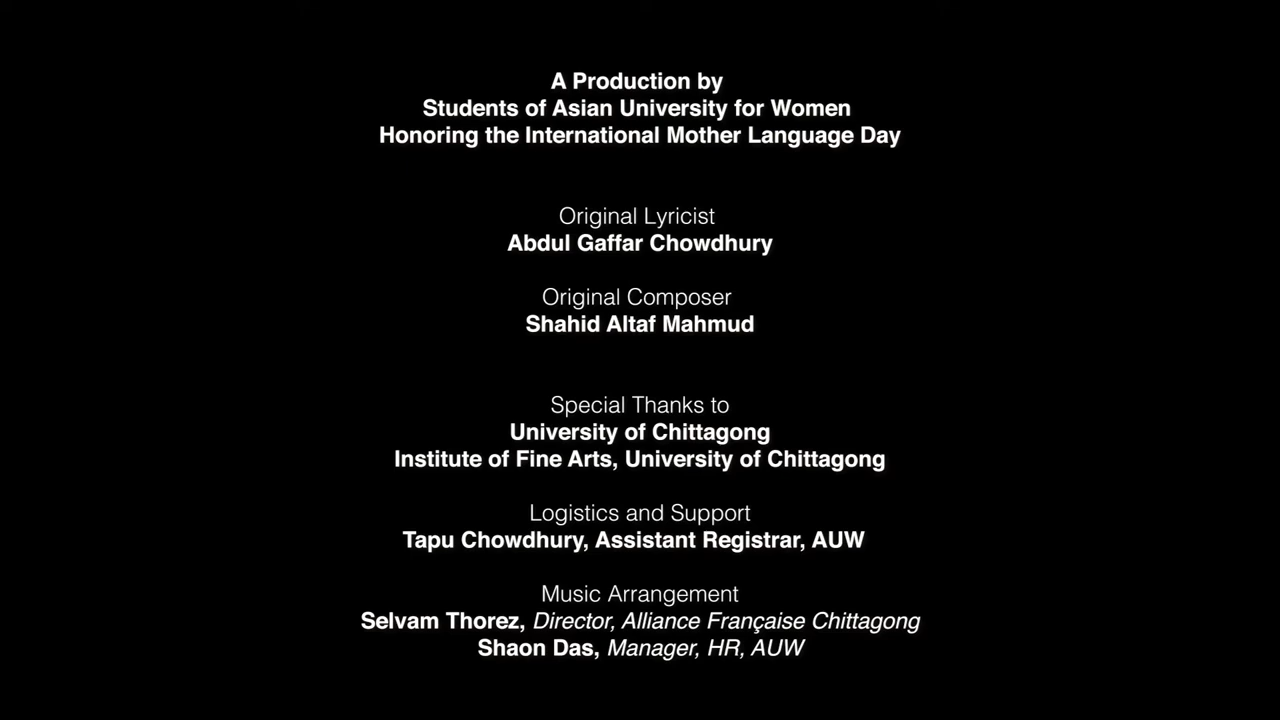 A Production by
Students of Asian University for Women
Honoring the International Mother Language Day
Original Lyricist
Abdul Gaffar Chowdhury
Original Composer
Shahid Altaf Mahmud
Special Thanks to
University of Chittagong
Institute of Fine Arts, University of Chittagong
Logistics and Support
Tapu Chowdhury, Assistant Registrar, AUW
Music Arrangement
Selvam Thorez, Director, Alliance Française Chittagong
Shaon Das, Manager, HR, AUW